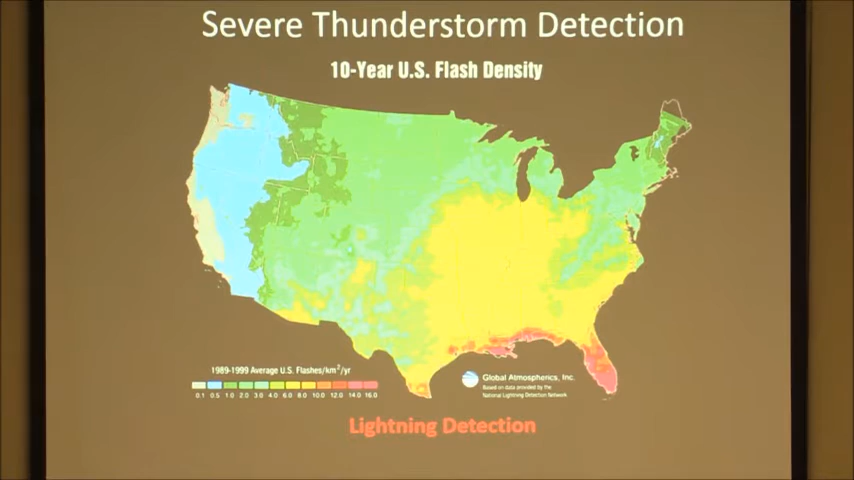 Severe Thunderstorm Detection
10-Year U.S. Flash Density
1989-1999 Average U.S. Flashes/km²/yr
0.1 0.5 1.0 2.0 3.0 4.0 6.0 8.0 10.0 12.0 14.0 16.0
Global Atmospherics, Inc.
Based on data provided by the
National Lightning Detection Network
Lightning Detection